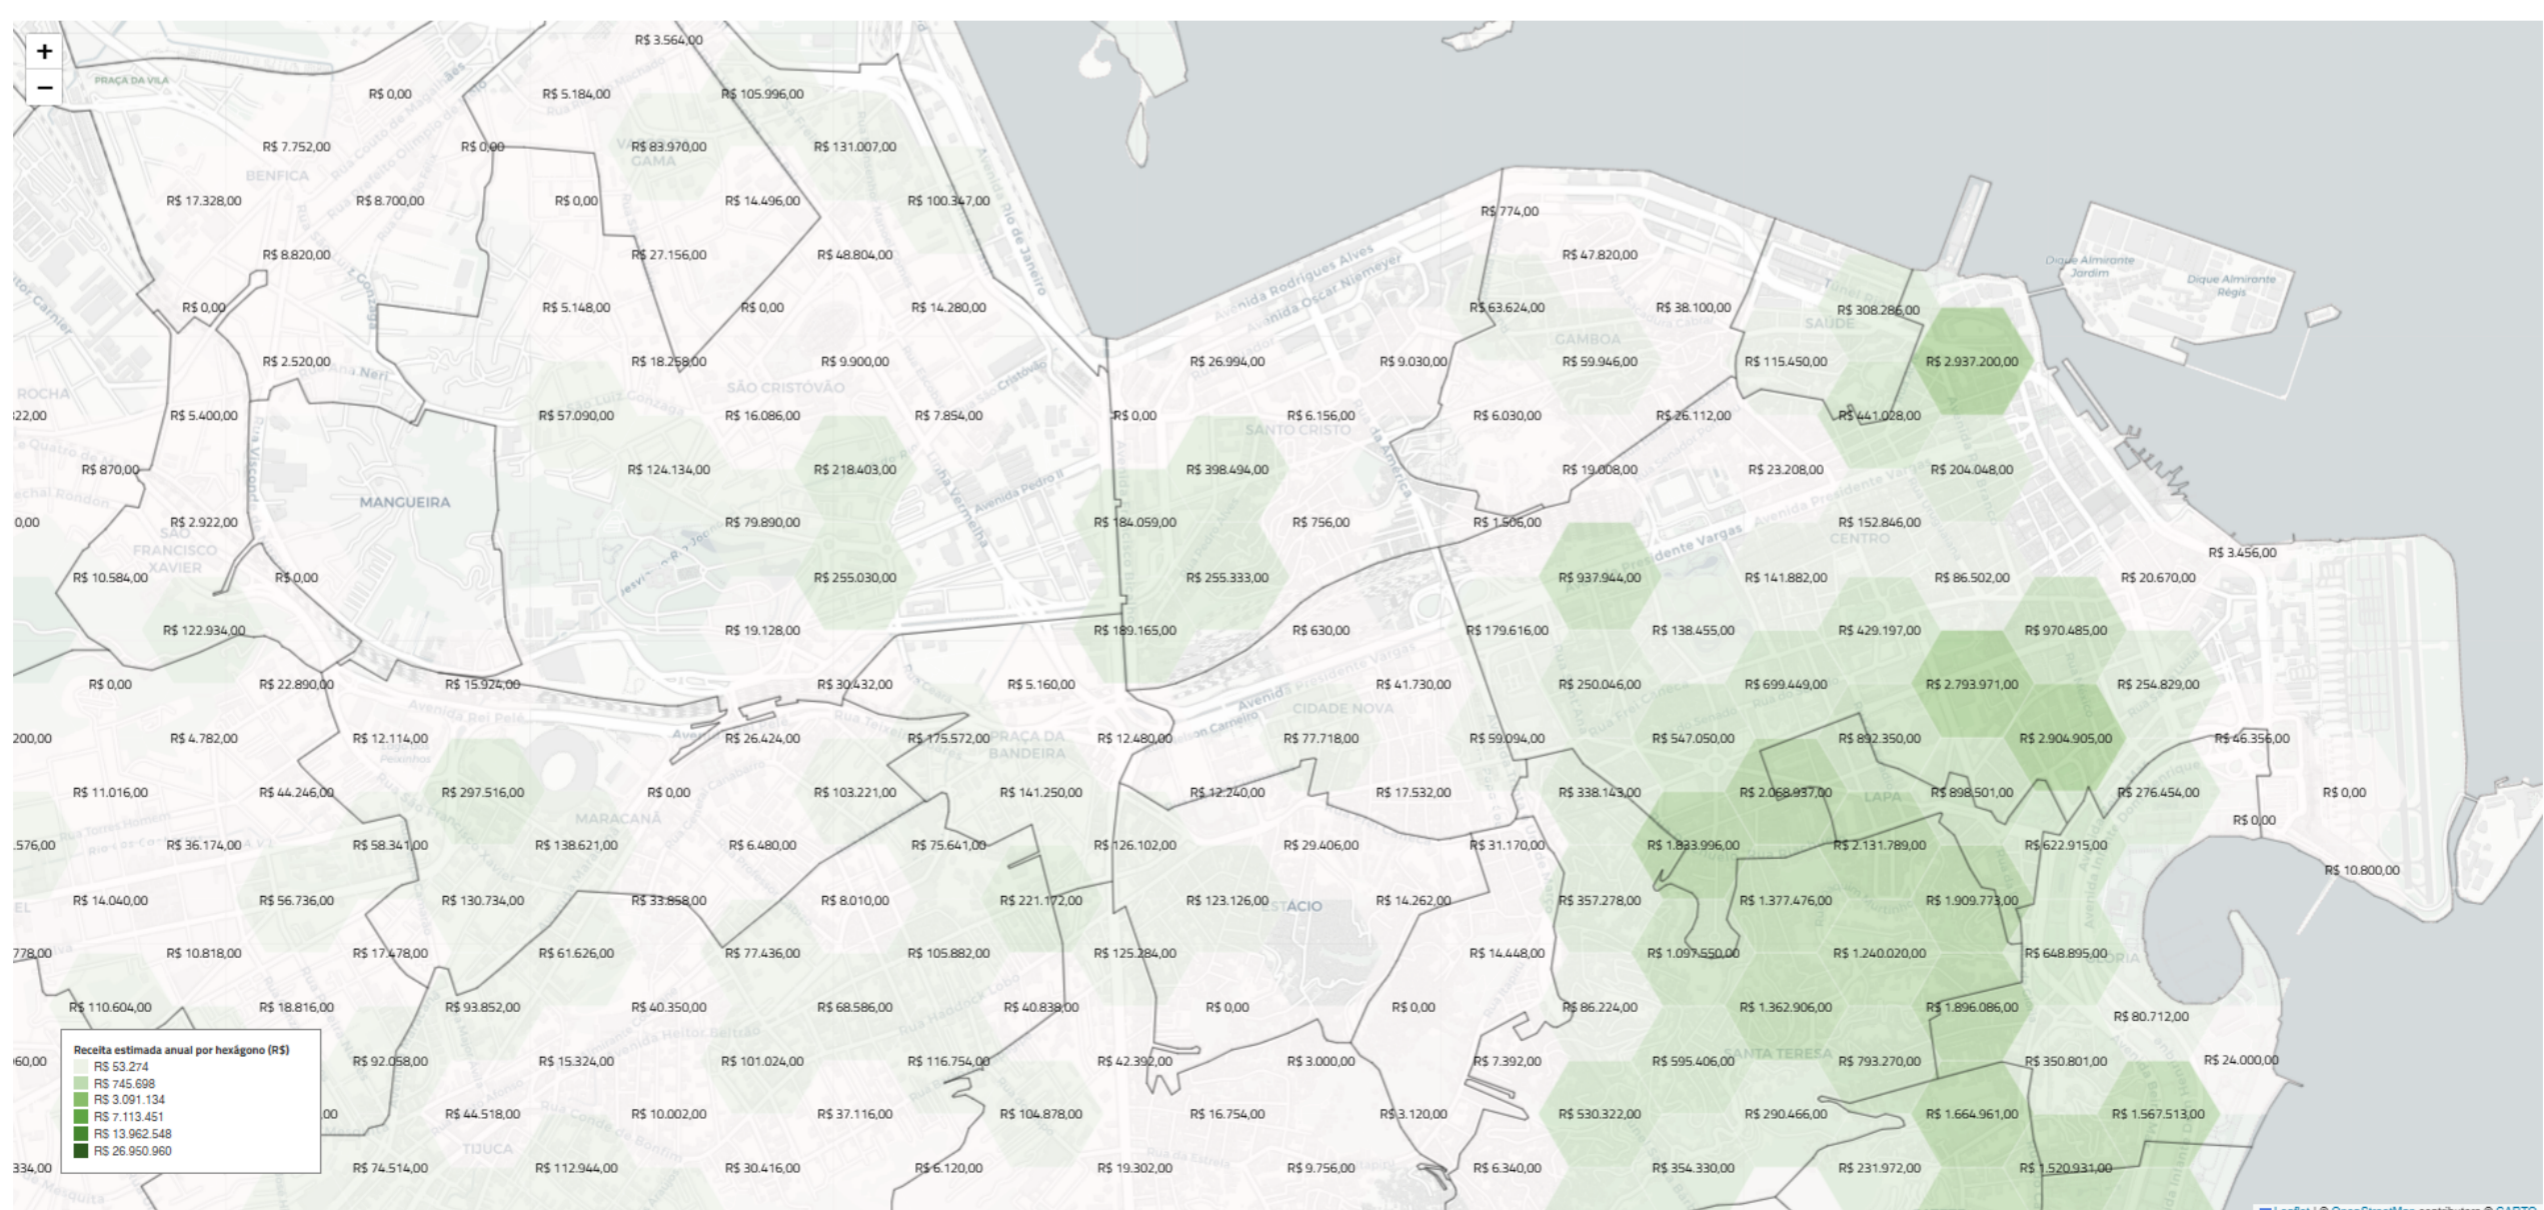 +
−
R$ 3.564,00
PRAÇA DA VILA
R$ 0,00
R$ 5.184,00
R$ 105.996,00
R$ 7.752,00
R$ 0,00
R$ 83.970,00
R$ 131.007,00
GAMA
BENFICA
R$ 17.328,00
R$ 8.700,00
R$ 0,00
R$ 14.496,00
R$ 100.347,00
R$ 774,00
R$ 8.820,00
R$ 27.156,00
R$ 48.804,00
R$ 47.820,00
Avenida Rio de Janeiro
Avenida Rodrigues Alves
Avenida Oscar Niemeyer
Dique Almirante Jardim
Dique Almirante Régis
R$ 0,00
R$ 5.148,00
R$ 0,00
R$ 14.280,00
R$ 63.624,00
R$ 38.100,00
R$ 308.286,00
SAÚDE
GAMBOA
R$ 2.520,00
R$ 18.258,00
R$ 9.900,00
R$ 26.994,00
R$ 9.030,00
R$ 59.946,00
R$ 115.450,00
R$ 2.937.200,00
Rua Ana Neri
SÃO CRISTÓVÃO
ROCHA
R$ 5.400,00
R$ 57.090,00
R$ 16.086,00
R$ 7.854,00
R$ 0,00
R$ 6.156,00
R$ 6.030,00
R$ 26.112,00
R$ 441.028,00
SANTO CRISTO
Rua da América
R$ 870,00
R$ 124.134,00
R$ 218.403,00
R$ 398.494,00
R$ 19.008,00
R$ 23.208,00
R$ 204.048,00
Linha Vermelha
Avenida Pedro II
MANGUEIRA
0,00
R$ 2.922,00
R$ 79.890,00
R$ 184.059,00
R$ 756,00
R$ 1.506,00
R$ 152.846,00
Avenida Presidente Vargas
CENTRO
SÃO
FRANCISCO
XAVIER
R$ 3.456,00
R$ 10.584,00
R$ 0,00
R$ 255.030,00
R$ 255.333,00
R$ 937.944,00
R$ 141.882,00
R$ 86.502,00
R$ 20.670,00
R$ 122.934,00
R$ 19.128,00
R$ 189.165,00
R$ 630,00
R$ 179.616,00
R$ 138.455,00
R$ 429.197,00
R$ 970.485,00
R$ 0,00
R$ 22.890,00
R$ 15.924,00
R$ 30.432,00
R$ 5.160,00
R$ 41.730,00
R$ 250.046,00
R$ 699.449,00
R$ 2.793.971,00
R$ 254.829,00
Avenida Rei Pelé
CIDADE NOVA
200,00
R$ 4.782,00
R$ 12.114,00
R$ 26.424,00
R$ 175.572,00
PRAÇA DA
BANDEIRA
R$ 12.480,00
R$ 77.718,00
R$ 59.094,00
R$ 547.050,00
R$ 892.350,00
R$ 2.904.905,00
R$ 46.356,00
R$ 11.016,00
R$ 44.246,00
R$ 297.516,00
R$ 0,00
R$ 103.221,00
R$ 141.250,00
R$ 12.240,00
R$ 17.532,00
R$ 338.143,00
R$ 2.068.937,00
LAPA
R$ 898.501,00
R$ 276.454,00
R$ 0,00
MARACANÃ
R$ 0,00
.576,00
R$ 36.174,00
R$ 58.341,00
R$ 138.621,00
R$ 6.480,00
R$ 75.641,00
R$ 126.102,00
R$ 29.406,00
R$ 31.170,00
R$ 1.833.996,00
R$ 2.131.789,00
R$ 622.915,00
R$ 10.800,00
R$ 14.040,00
R$ 56.736,00
R$ 130.734,00
R$ 33.858,00
R$ 8.010,00
R$ 221.172,00
R$ 123.126,00
ESTÁCIO
R$ 14.262,00
R$ 357.278,00
R$ 1.377.476,00
R$ 1.909.773,00
778,00
R$ 10.818,00
R$ 17.478,00
R$ 61.626,00
R$ 77.436,00
R$ 105.882,00
R$ 125.284,00
R$ 14.448,00
R$ 1.097.550,00
R$ 1.240.020,00
R$ 648.895,00
GLÓRIA
R$ 110.604,00
R$ 18.816,00
R$ 93.852,00
R$ 40.350,00
R$ 68.586,00
R$ 40.838,00
R$ 0,00
R$ 0,00
R$ 86.224,00
R$ 1.362.906,00
R$ 1.896.086,00
R$ 80.712,00
R$ 92.058,00
R$ 15.324,00
R$ 101.024,00
R$ 116.754,00
R$ 42.392,00
R$ 3.000,00
R$ 7.392,00
R$ 595.406,00
SANTA TERESA
R$ 793.270,00
R$ 350.801,00
R$ 24.000,00
R$ 44.518,00
R$ 10.002,00
R$ 37.116,00
R$ 104.878,00
R$ 16.754,00
R$ 3.120,00
R$ 530.322,00
R$ 290.466,00
R$ 1.664.961,00
R$ 1.567.513,00
TIJUCA
334,00
R$ 74.514,00
R$ 112.944,00
R$ 30.416,00
R$ 6.120,00
R$ 19.302,00
R$ 9.756,00
R$ 6.340,00
R$ 354.330,00
R$ 231.972,00
R$ 1.520.931,00
Receita estimada anual por hexágono (R$)
R$ 53.274
R$ 745.698
R$ 3.091.134
R$ 7.113.451
R$ 13.962.548
R$ 26.950.960